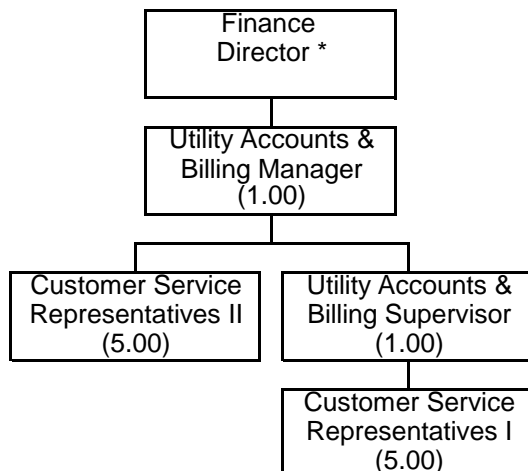 Finance
Director *
Utility Accounts &
Billing Manager
(1.00)
Customer Service
Representatives II
(5.00)
Utility Accounts &
Billing Supervisor
(1.00)
Customer Service
Representatives I
(5.00)